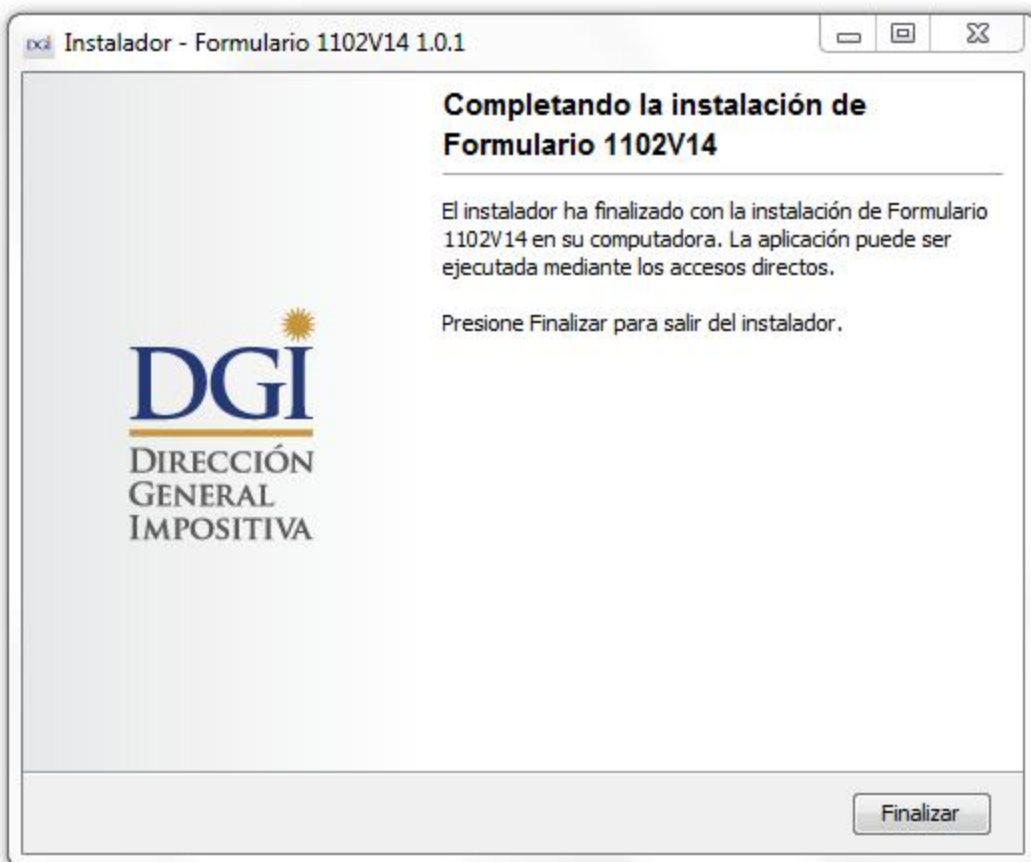 DGI Instalador - Formulario 1102V14 1.0.1
Completando la instalación de
Formulario 1102V14
El instalador ha finalizado con la instalación de Formulario
1102V14 en su computadora. La aplicación puede ser
ejecutada mediante los accesos directos.
Presione Finalizar para salir del instalador.
DGI
DIRECCIÓN
GENERAL
IMPOSITIVA
Finalizar